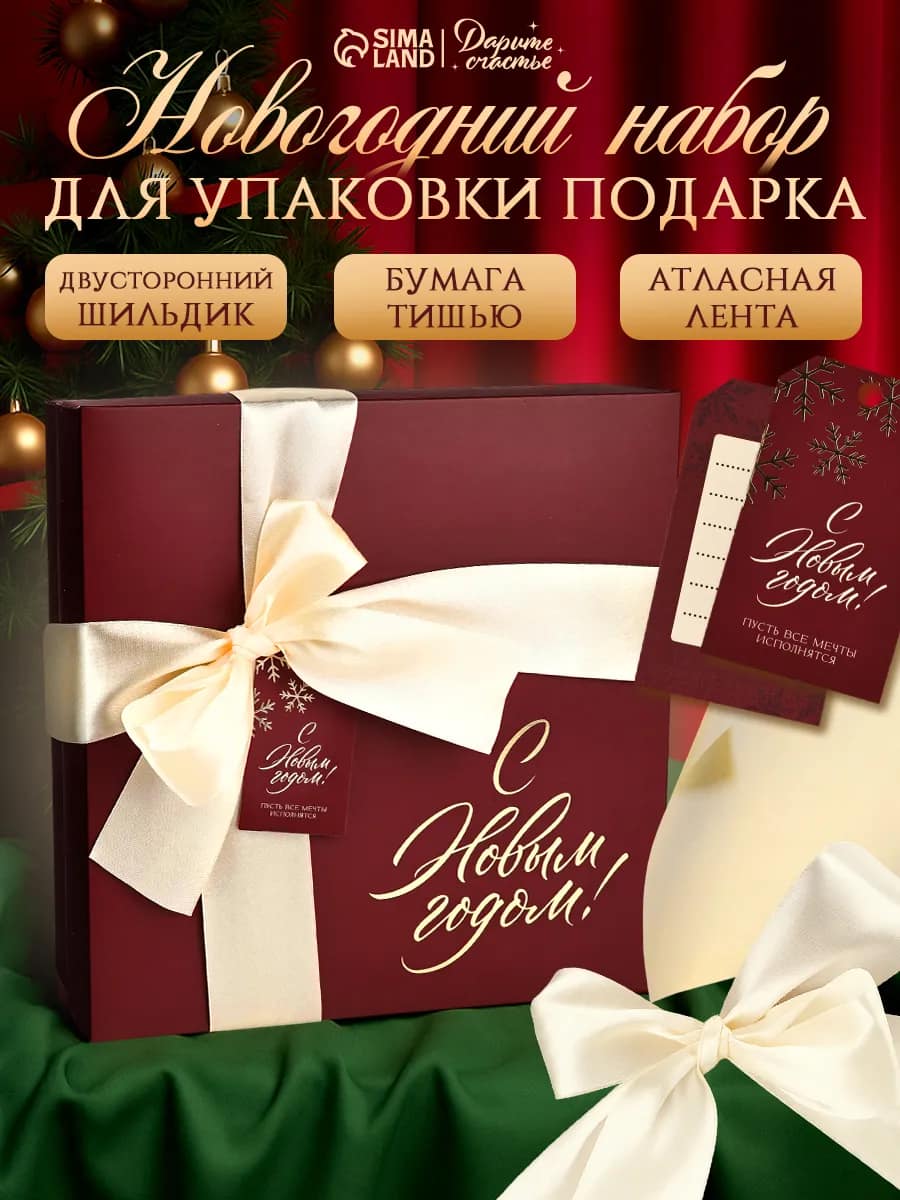 SIMA LAND | Дарите счастье
Новогодний набор
ДЛЯ УПАКОВКИ ПОДАРКА
ДВУСТОРОННИЙ
ШИЛЬДИК
БУМАГА
ТИШЬЮ
АТЛАСНАЯ
ЛЕНТА
С
Новым
годом!
ПУСТЬ ВСЕ МЕЧТЫ
ИСПОЛНЯТСЯ
С
Новым
годом!
ПУСТЬ ВСЕ МЕЧТЫ
ИСПОЛНЯТСЯ
С
Новым
годом!